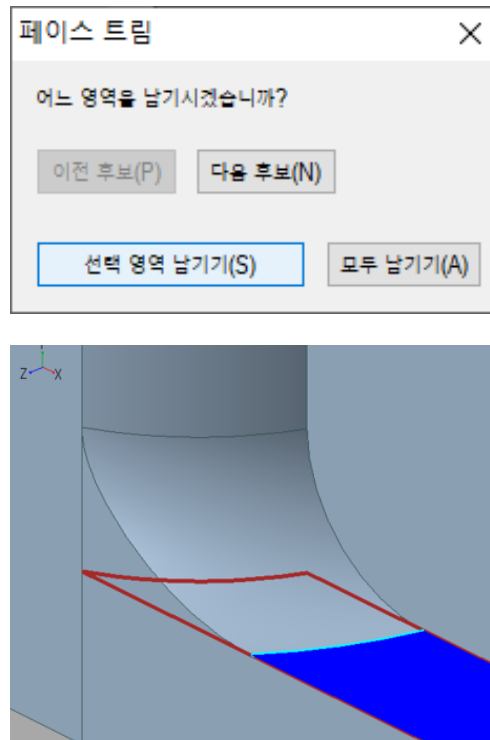 페이스 트림
어느 영역을 남기시겠습니까?
이전 후보(P) 다음 후보(N)
선택 영역 남기기(S) 모두 남기기(A)
Z X